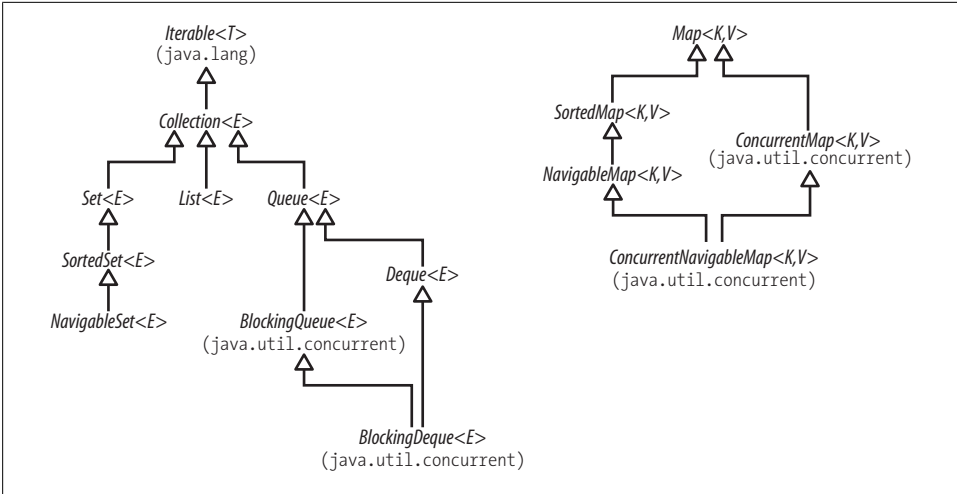 Iterable<T>
(java.lang)
Collection<E>
Set<E>
List<E>
Queue<E>
SortedSet<E>
Deque<E>
NavigableSet<E>
BlockingQueue<E>
(java.util.concurrent)
BlockingDeque<E>
(java.util.concurrent)
Map<K,V>
SortedMap<K,V>
ConcurrentMap<K,V>
(java.util.concurrent)
NavigableMap<K,V>
ConcurrentNavigableMap<K,V>
(java.util.concurrent)